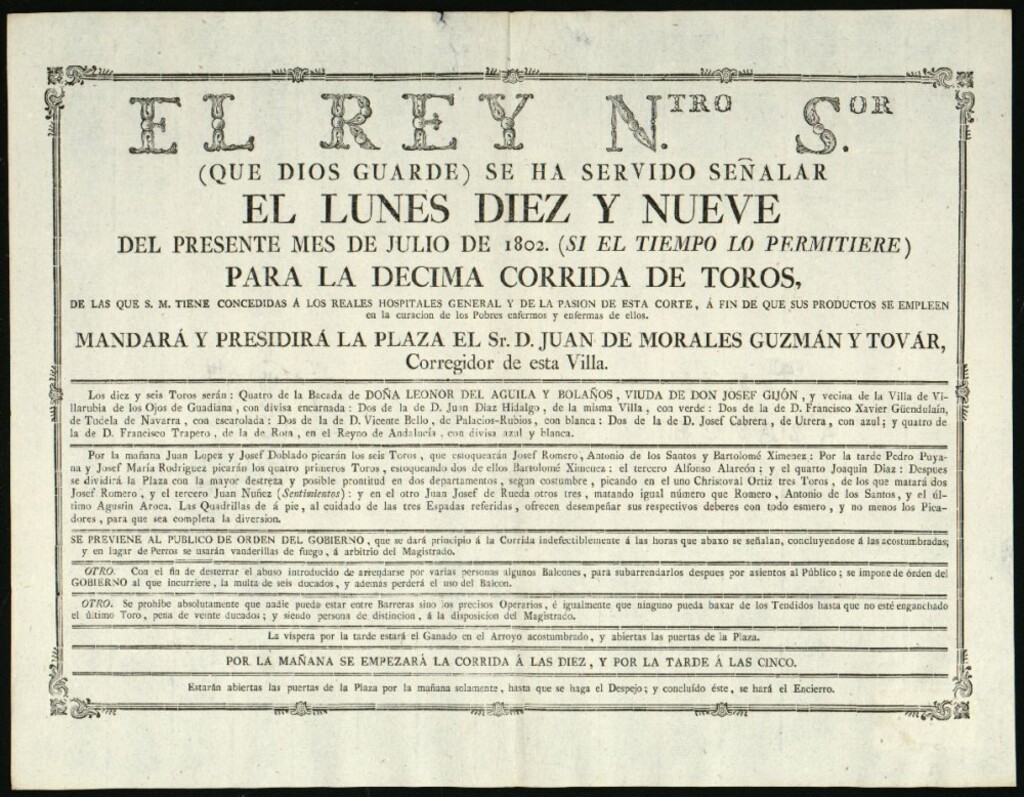 EL REY N.TRO S.OR
(QUE DIOS GUARDE) SE HA SERVIDO SEÑALAR
EL LUNES DIEZ Y NUEVE
DEL PRESENTE MES DE JULIO DE 1802. (SI EL TIEMPO LO PERMITIERE)
PARA LA DECIMA CORRIDA DE TOROS,
DE LAS QUE S. M. TIENE CONCEDIDAS Á LOS REALES HOSPITALES GENERAL Y DE LA PASION DE ESTA CORTE, Á FIN DE QUE SUS PRODUCTOS SE EMPLEEN
en la curacion de los Pobres enfermos y enfermas de ellos.
MANDARÁ Y PRESIDIRÁ LA PLAZA EL Sr. D. JUAN DE MORALES GUZMÁN Y TOVÁR,
Corregidor de esta Villa.
Los diez y seis Toros serán: Quatro de la Bacada de DOÑA LEONOR DEL AGUILA Y BOLAÑOS, VIUDA DE DON JOSEF GIJÓN, y vecina de la Villa de Vi-
llarubia de los Ojos de Guadiana, con divisa encarnada: Dos de la de D. Juan Diaz Hidalgo, de la misma Villa, con verde: Dos de la de D. Francisco Xavier Güendulaín,
de Tudela de Navarra, con escarolada: Dos de la de D. Vicente Bello, de Palacios-Rubios, con blanca: Dos de la de D. Josef Cabrera, de Utrera, con azul; y quatro de
la de D. Francisco Trapero, de la de Rota, en el Reyno de Andalucía, con divisa azul y blanca.
Por la mañana Juan Lopez y Josef Doblado picarán los seis Toros, que estoquearán Josef Romero, Antonio de los Santos y Bartolomé Ximenez: Por la tarde Pedro Puya-
na y Josef María Rodriguez picarán los quatro primeros Toros, estoqueando dos de ellos Bartolomé Ximenez: el tercero Alfonso Alarcón; y el quarto Joaquin Diaz: Despues
se dividirá la Plaza con la mayor destreza y posible prontitud en dos departamentos, segun costumbre, picando en el uno Christoval Ortiz tres Toros, de los que matará dos
Josef Romero, y el tercero Juan Nuñez (Sentimientos): y en el otro Juan Josef de Rueda otros tres, matando igual número que Romero, Antonio de los Santos, y el úl-
timo Agustin Aroca. Las Quadrillas de á pie, al cuidado de las tres Espadas referidas, ofrecen desempeñar sus respectivos deberes con todo esmero, y no menos los Pica-
dores, para que sea completa la diversion.
SE PREVIENE AL PUBLICO DE ORDEN DEL GOBIERNO, que se dará principio á la Corrida indefectiblemente á las horas que abaxo se señalan, concluyendose á las acostumbradas;
y en lugar de Perros se usarán vanderillas de fuego, á arbitrio del Magistrado.
OTRO. Con el fin de desterrar el abuso introducido de arrendarse por varias personas algunos Balcones, para subarrendarlos despues por asientos al Público; se impone de órden del
GOBIERNO al que incurriere, la multa de seis ducados, y además perderá el uso del Balcon.
OTRO. Se prohibe absolutamente que nadie pueda estar entre Barreras sino los precisos Operarios, é igualmente que ninguno pueda baxar de los Tendidos hasta que no esté enganchado
el último Toro, pena de veinte ducados; y siendo persona de distincion, á la disposicion del Magistrado.
La víspera por la tarde estará el Ganado en el Arroyo acostumbrado, y abiertas las puertas de la Plaza.
POR LA MAÑANA SE EMPEZARÁ LA CORRIDA Á LAS DIEZ, Y POR LA TARDE Á LAS CINCO.
Estarán abiertas las puertas de la Plaza por la mañana solamente, hasta que se haga el Despejo; y concluído éste, se hará el Encierro.